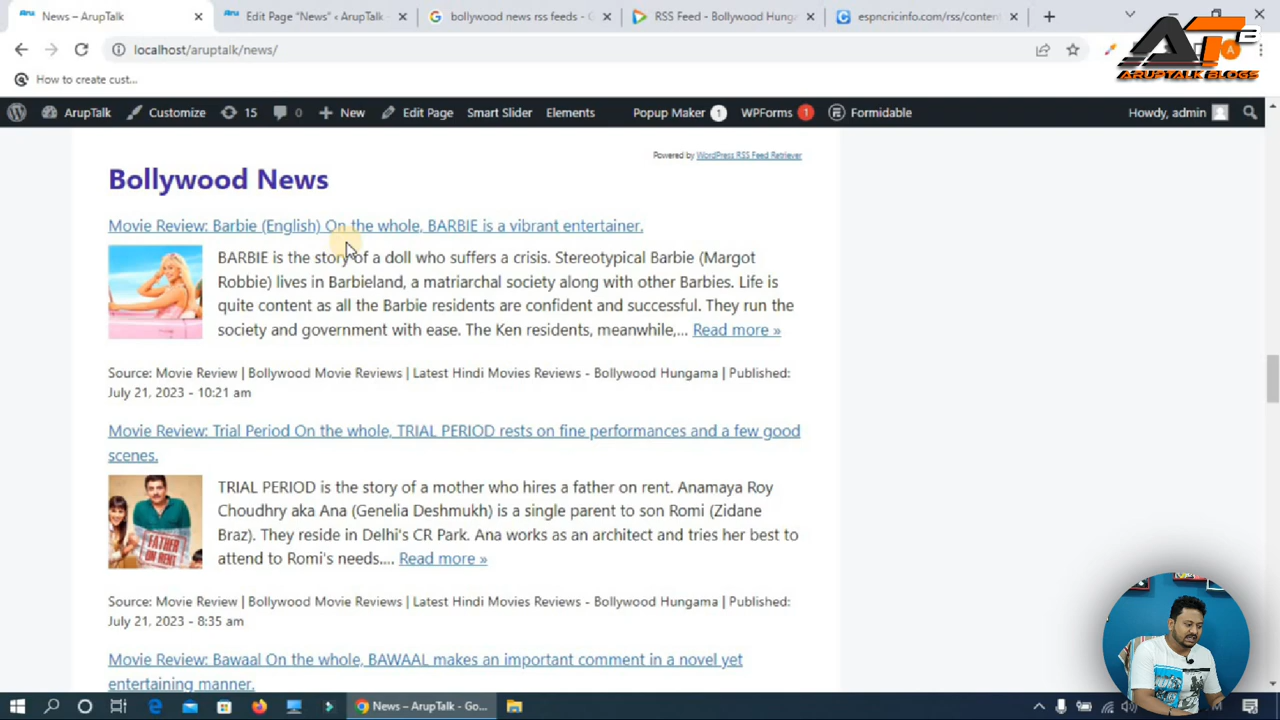 News – ArupTalk
Edit Page “News” ‹ ArupTalk -
bollywood news rss feeds - G
RSS Feed - Bollywood Hunga
espncricinfo.com/rss/conten
localhost/aruptalk/news/
How to create cust...
ATB
ARUPTALK BLOGS
ArupTalk
Customize
15
0
New
Edit Page
Smart Slider
Elements
Popup Maker 1
WPForms 1
Formidable
Howdy, admin
Powered by WordPress RSS Feed Retriever
Bollywood News
Movie Review: Barbie (English) On the whole, BARBIE is a vibrant entertainer.
BARBIE is the story of a doll who suffers a crisis. Stereotypical Barbie (Margot
Robbie) lives in Barbieland, a matriarchal society along with other Barbies. Life is
quite content as all the Barbie residents are confident and successful. They run the
society and government with ease. The Ken residents, meanwhile,... Read more »
Source: Movie Review | Bollywood Movie Reviews | Latest Hindi Movies Reviews - Bollywood Hungama | Published:
July 21, 2023 - 10:21 am
Movie Review: Trial Period On the whole, TRIAL PERIOD rests on fine performances and a few good
scenes.
FATHER
ON RENT
TRIAL PERIOD is the story of a mother who hires a father on rent. Anamaya Roy
Choudhry aka Ana (Genelia Deshmukh) is a single parent to son Romi (Zidane
Braz). They reside in Delhi's CR Park. Ana works as an architect and tries her best to
attend to Romi's needs.... Read more »
Source: Movie Review | Bollywood Movie Reviews | Latest Hindi Movies Reviews - Bollywood Hungama | Published:
July 21, 2023 - 8:35 am
Movie Review: Bawaal On the whole, BAWAAL makes an important comment in a novel yet
entertaining manner.
News – ArupTalk - Go...